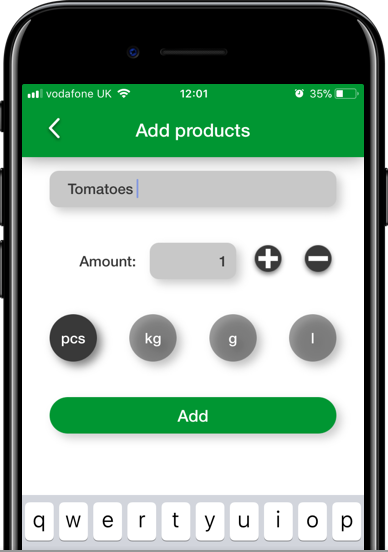 vodafone UK 12:01 35%
Add products
Tomatoes
Amount: 1
pcs kg g l
Add
q w e r t y u i o p